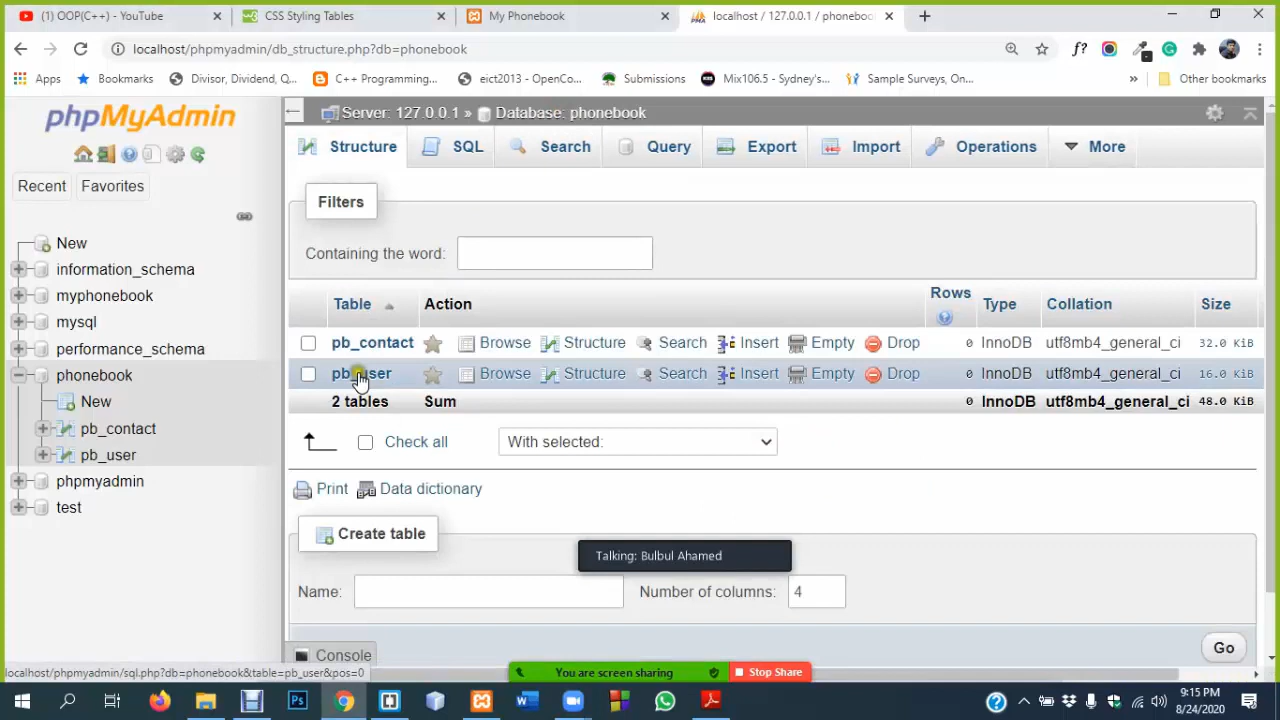 (1) OOP(C++) - YouTube
CSS Styling Tables
My Phonebook
localhost / 127.0.0.1 / phoneboo
localhost/phpmyadmin/db_structure.php?db=phonebook
Apps
Bookmarks
Divisor, Dividend, Q...
C++ Programming...
eict2013 - OpenCo...
Submissions
Mix106.5 - Sydney's...
Sample Surveys, On...
»
Other bookmarks
phpMyAdmin
Recent
Favorites
New
information_schema
myphonebook
mysql
performance_schema
phonebook
New
pb_contact
pb_user
phpmyadmin
test
Server: 127.0.0.1 » Database: phonebook
Structure
SQL
Search
Query
Export
Import
Operations
More
Filters
Containing the word:
Table Action Rows Type Collation Size
pb_contact Browse Structure Search Insert Empty Drop 0 InnoDB utf8mb4_general_ci 32.0 KiB
pb_user Browse Structure Search Insert Empty Drop 0 InnoDB utf8mb4_general_ci 16.0 KiB
2 tables Sum 0 InnoDB utf8mb4_general_ci 48.0 KiB
Check all
With selected:
Print
Data dictionary
Create table
Talking: Bulbul Ahamed
Name:
Number of columns: 4
Go
Console
localhost/phpmyadmin/sql.php?db=phonebook&table=pb_user&pos=0
You are screen sharing
Stop Share
9:15 PM
8/24/2020